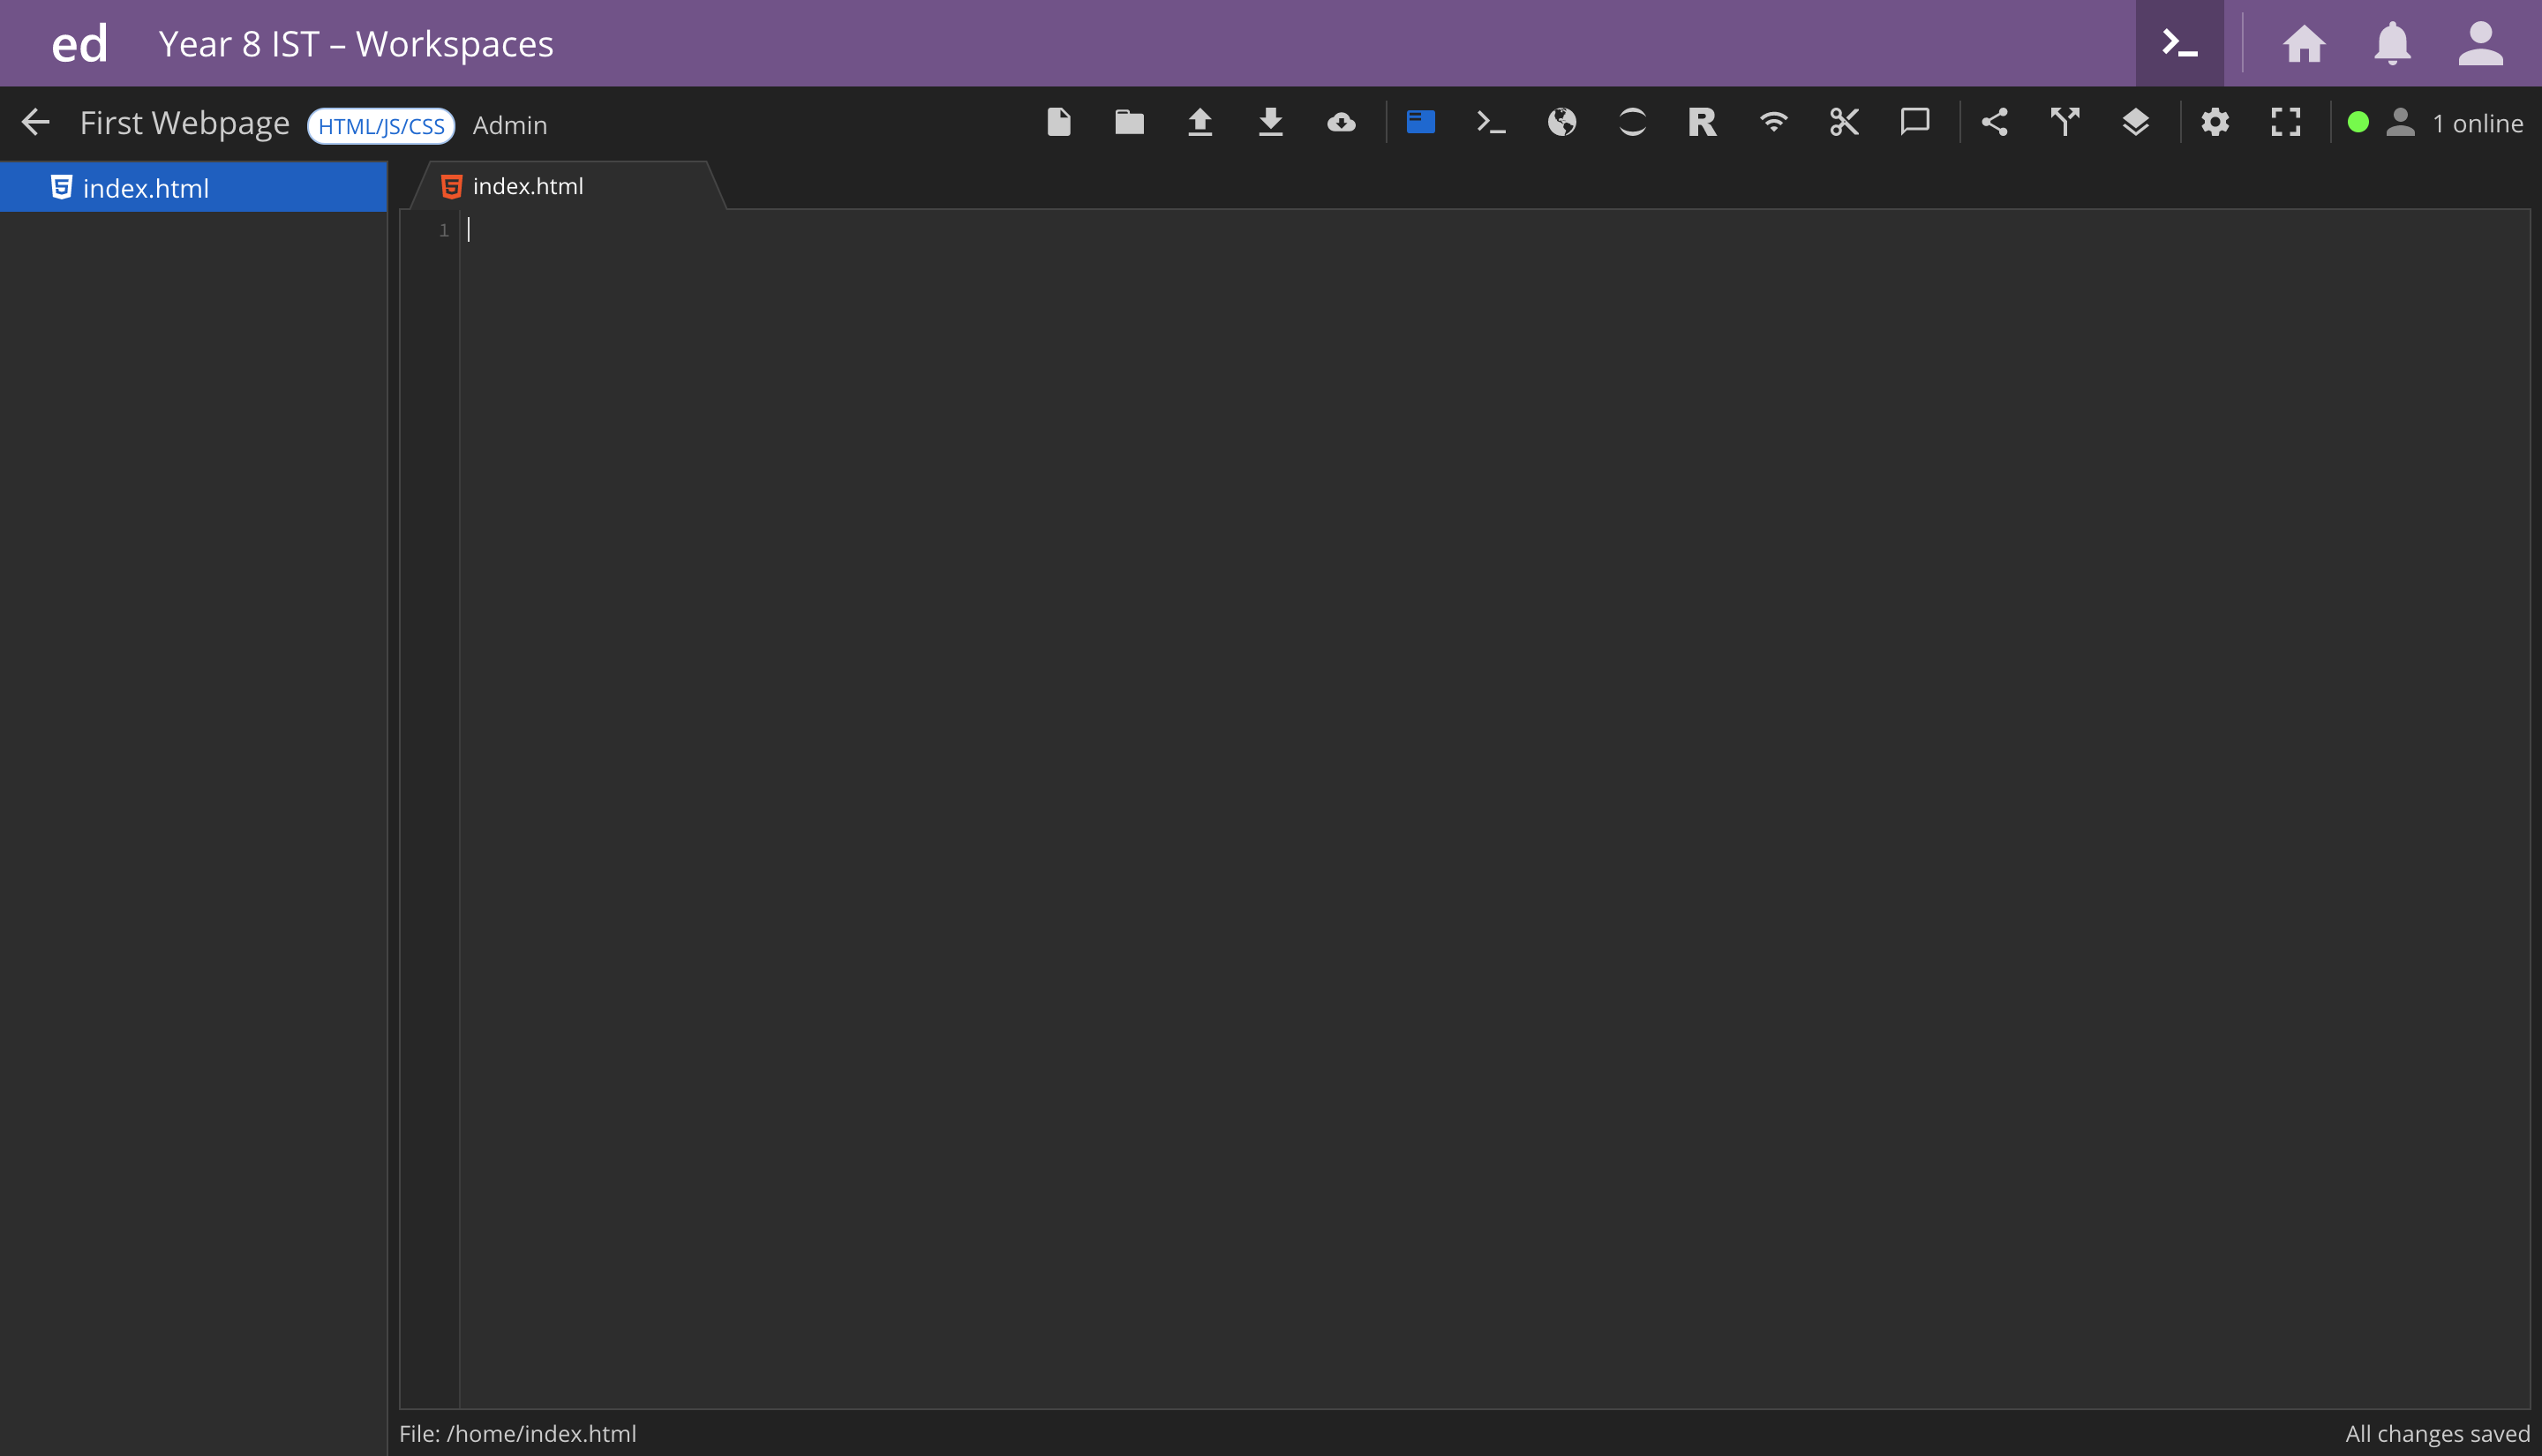 ed Year 8 IST – Workspaces
First Webpage HTML/JS/CSS Admin R 1 online
index.html index.html
1
File: /home/index.html All changes saved